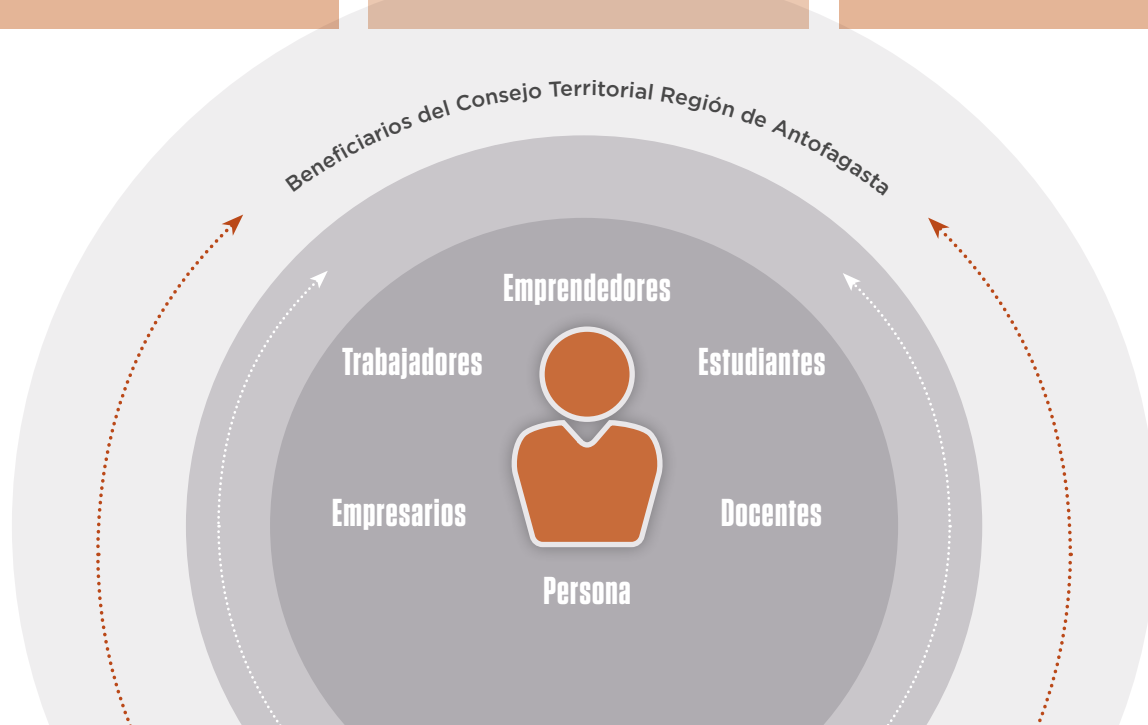 Beneficiarios del Consejo Territorial Región de Antofagasta
Emprendedores
Trabajadores
Estudiantes
Empresarios
Docentes
Persona